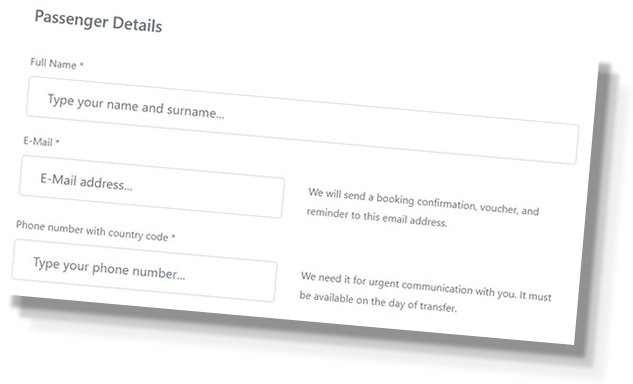 Passenger Details
Full Name *
Type your name and surname...
E-Mail *
E-Mail address...
We will send a booking confirmation, voucher, and
reminder to this email address.
Phone number with country code *
Type your phone number...
We need it for urgent communication with you. It must
be available on the day of transfer.